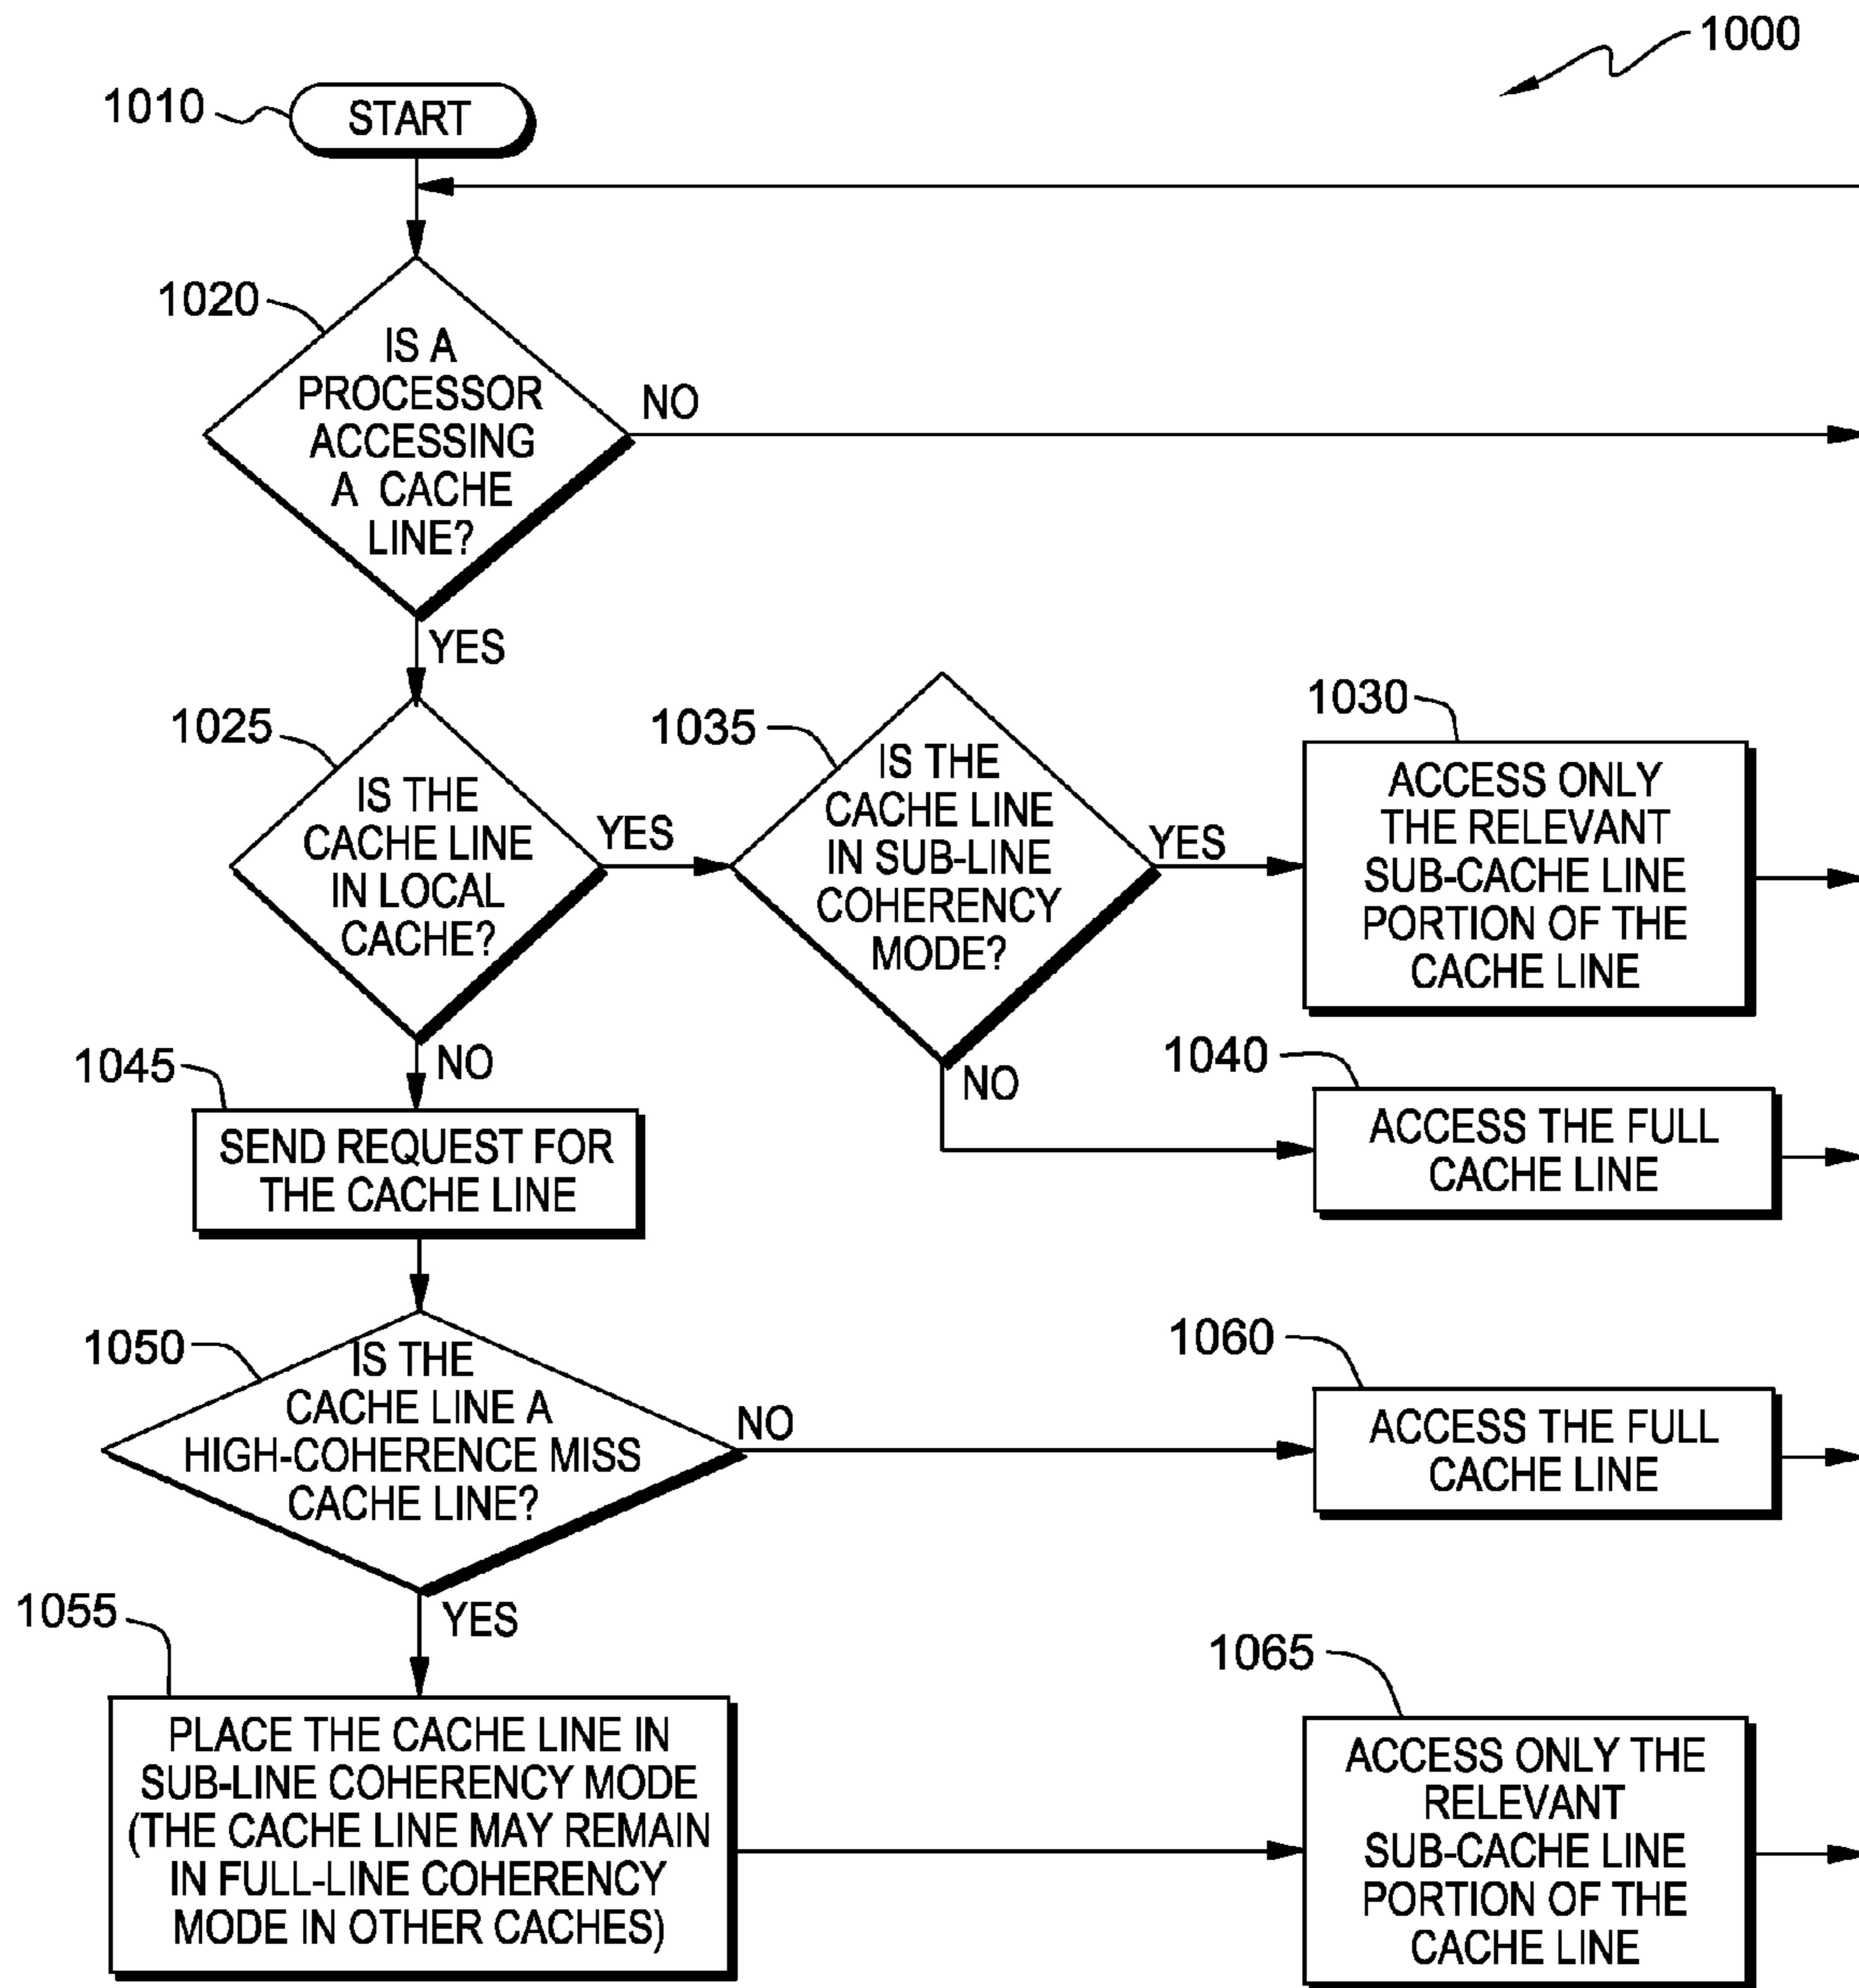 1000
1010
START
1020
IS A
PROCESSOR
ACCESSING
A CACHE
LINE?
NO
YES
1025
IS THE
CACHE LINE
IN LOCAL
CACHE?
YES
1035
IS THE
CACHE LINE
IN SUB-LINE
COHERENCY
MODE?
YES
1030
ACCESS ONLY
THE RELEVANT
SUB-CACHE LINE
PORTION OF THE
CACHE LINE
NO
1040
ACCESS THE FULL
CACHE LINE
NO
1045
SEND REQUEST FOR
THE CACHE LINE
1050
IS THE
CACHE LINE A
HIGH-COHERENCE MISS
CACHE LINE?
NO
1060
ACCESS THE FULL
CACHE LINE
YES
1055
PLACE THE CACHE LINE IN
SUB-LINE COHERENCY MODE
(THE CACHE LINE MAY REMAIN
IN FULL-LINE COHERENCY
MODE IN OTHER CACHES)
1065
ACCESS ONLY THE
RELEVANT
SUB-CACHE LINE
PORTION OF THE
CACHE LINE